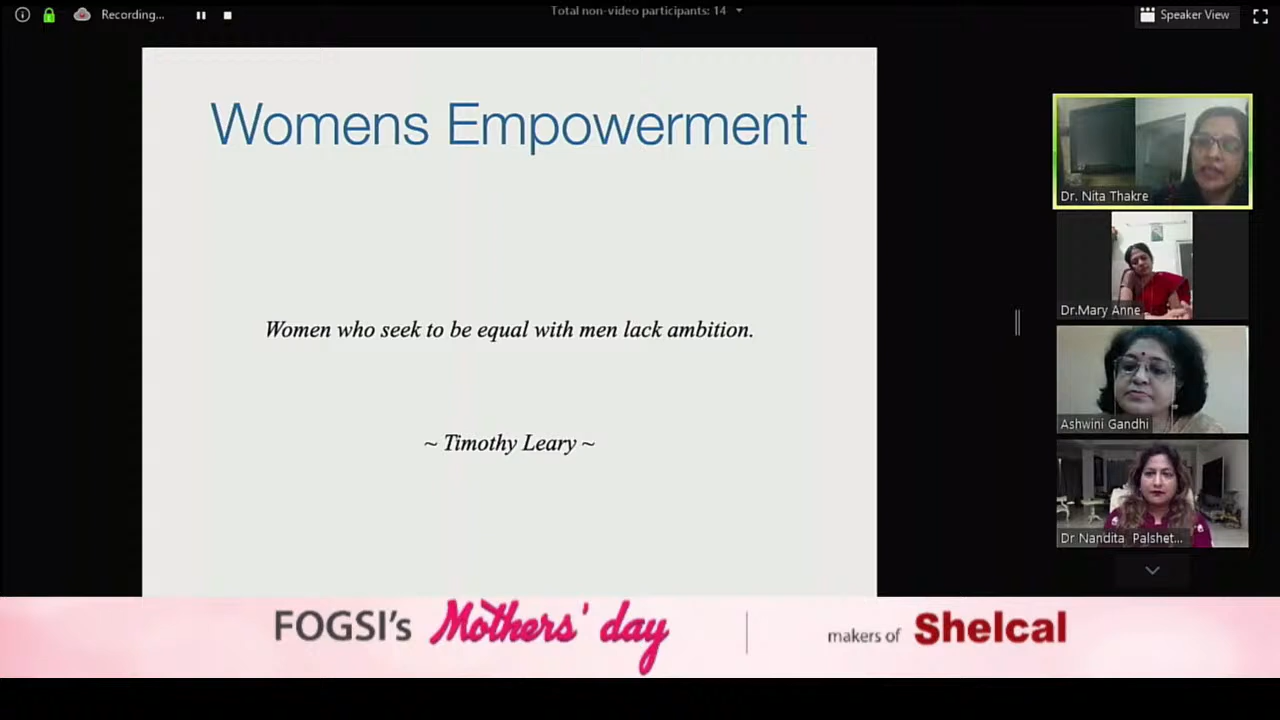 Recording...
Total non-video participants: 14
Speaker View
Womens Empowerment
Women who seek to be equal with men lack ambition.
~ Timothy Leary ~
Dr. Nita Thakre
Dr.Mary Anne
Ashwini Gandhi
Dr Nandita Palshet...
FOGSI's Mothers' day
makers of Shelcal